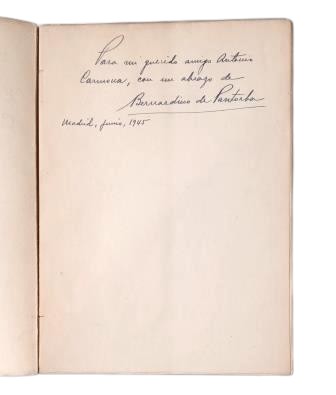 Para mi querido amigo Antonio
Carmona, con un abrazo de
Bernardino de Pantorba
Madrid, junio, 1945